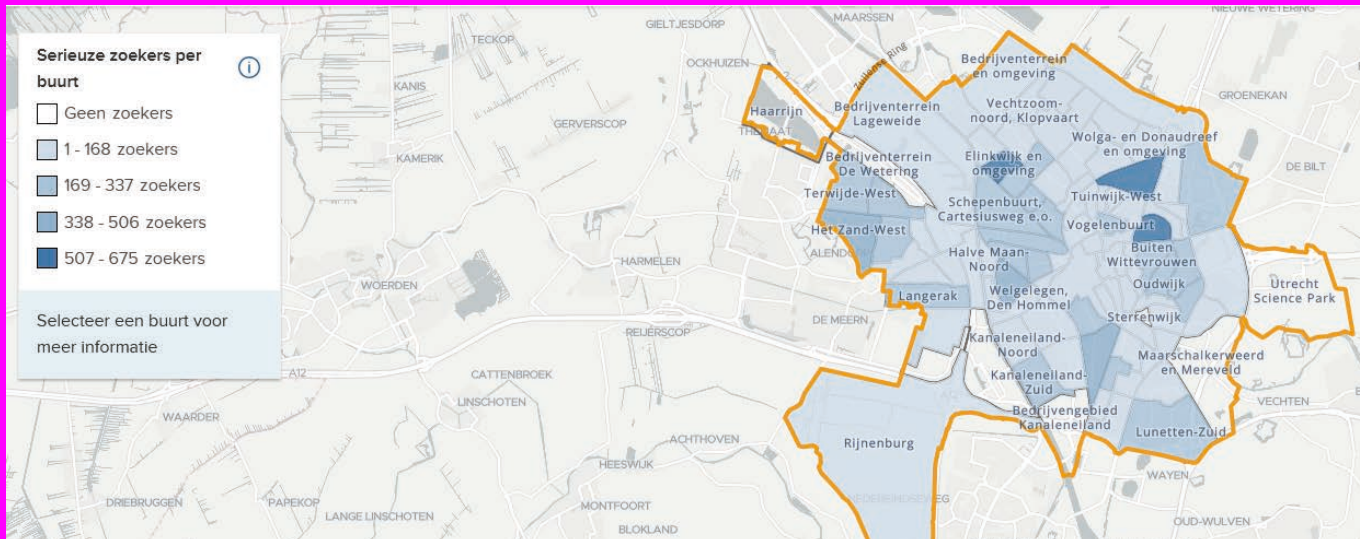 Serieuze zoekers per
buurt
Geen zoekers
1 - 168 zoekers
169 - 337 zoekers
338 - 506 zoekers
507 - 675 zoekers
Selecteer een buurt voor
meer informatie
NIEUWE WETERING
MAARSSEN
GIELTJESDORP
TECKOP
OCKHUIZEN
Zuilense Ring
Bedrijventerrein
en omgeving
KANIS
GROENEKAN
Haarrijn
Bedrijventerrein
Lageweide
Vechtzoom-
noord, Klopvaart
GERVERSCOP
Wolga- en Donaudreef
en omgeving
KAMERIK
Bedrijventerrein
De Wetering
Elinkwijk en
omgeving
DE BILT
Terwijde-West
Tuinwijk-West
Schepenbuurt,
Cartesiusweg e.o.
Het Zand-West
Vogelenbuurt
Halve Maan-
Noord
Buiten
Wittevrouwen
HARMELEN
WOERDEN
Langerak
Welgelegen,
Den Hommel
Oudwijk
Utrecht
Science Park
DE MEERN
Sterrenwijk
REIJERSCOP
Kanaleneiland-
Noord
Maarschalkerweerd
en Mereveld
A12
CATTENBROEK
Kanaleneiland-
Zuid
LINSCHOTEN
VECHTEN
WAARDER
Bedrijvengebied
Kanaleneiland
Lunetten-Zuid
ACHTHOVEN
Rijnenburg
HEESWIJK
WAYEN
DRIEBRUGGEN
PAPEKOP
LANGE LINSCHOTEN
MONTFOORT
BLOKLAND
OUD-WULVEN